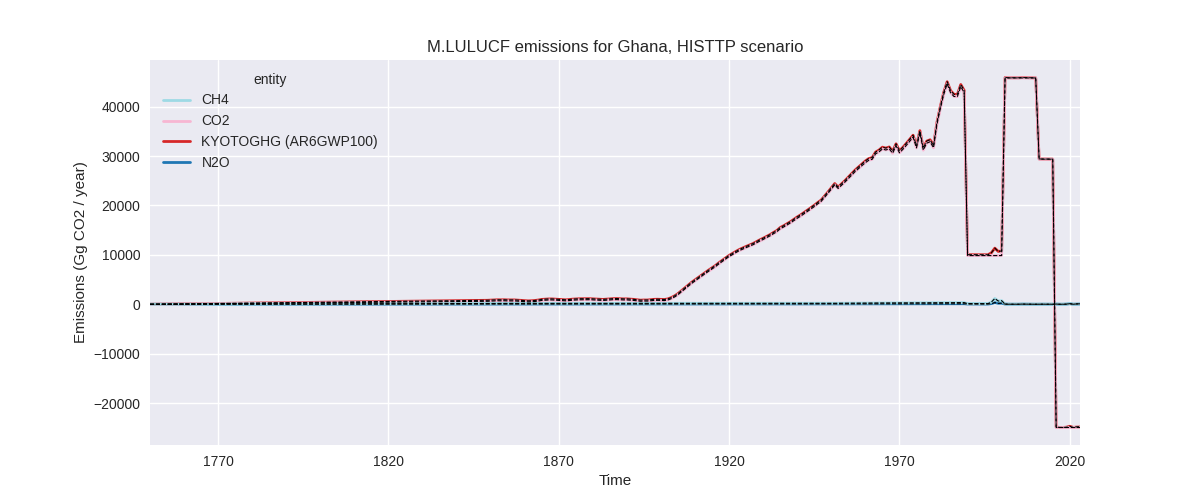 M.LULUCF emissions for Ghana, HISTTP scenario
entity
CH4
CO2
KYOTOGHG (AR6GWP100)
N2O
Emissions (Gg CO2 / year)
40000
30000
20000
10000
0
−10000
−20000
1770
1820
1870
1920
1970
2020
Time